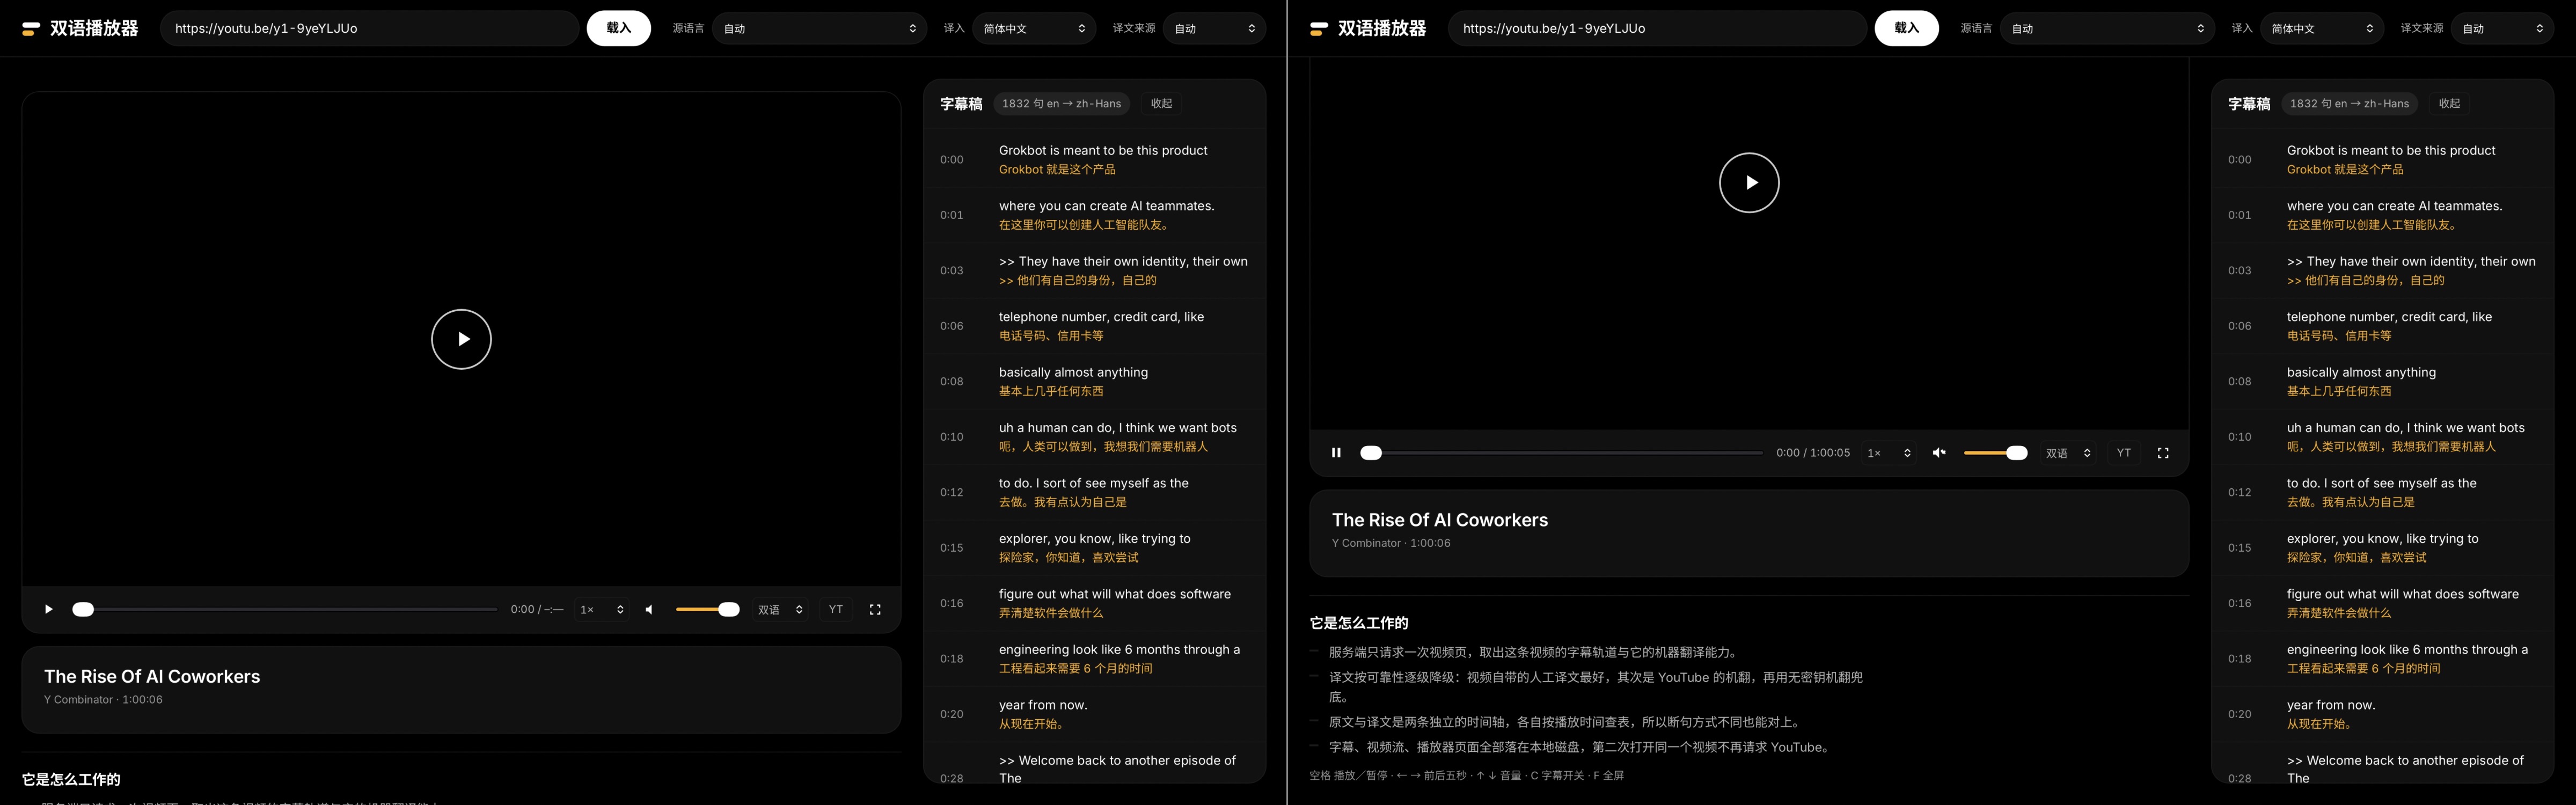 双语播放器
https://youtu.be/y1-9yeYLJUo
载入
源语言
自动
译入
简体中文
译文来源
自动
0:00 / –:––
1×
双语
YT
The Rise Of AI Coworkers
Y Combinator · 1:00:06
它是怎么工作的
字幕稿
1832 句 en → zh-Hans
收起
0:00
Grokbot is meant to be this product
Grokbot 就是这个产品
0:01
where you can create AI teammates.
在这里你可以创建人工智能队友。
0:03
>> They have their own identity, their own
>> 他们有自己的身份，自己的
0:06
telephone number, credit card, like
电话号码、信用卡等
0:08
basically almost anything
基本上几乎任何东西
0:10
uh a human can do, I think we want bots
呃，人类可以做到，我想我们需要机器人
0:12
to do. I sort of see myself as the
去做。我有点认为自己是
0:15
explorer, you know, like trying to
探险家，你知道，喜欢尝试
0:16
figure out what will what does software
弄清楚软件会做什么
0:18
engineering look like 6 months through a
工程看起来需要 6 个月的时间
0:20
year from now.
从现在开始。
0:28
>> Welcome back to another episode of
The
双语播放器
https://youtu.be/y1-9yeYLJUo
载入
源语言
自动
译入
简体中文
译文来源
自动
0:00 / 1:00:05
1×
双语
YT
The Rise Of AI Coworkers
Y Combinator · 1:00:06
它是怎么工作的
服务端只请求一次视频页，取出这条视频的字幕轨道与它的机器翻译能力。
译文按可靠性逐级降级：视频自带的人工译文最好，其次是 YouTube 的机翻，再用无密钥机翻兜
底。
原文与译文是两条独立的时间轴，各自按播放时间查表，所以断句方式不同也能对上。
字幕、视频流、播放器页面全部落在本地磁盘，第二次打开同一个视频不再请求 YouTube。
空格 播放／暂停 · ← → 前后五秒 · ↑ ↓ 音量 · C 字幕开关 · F 全屏
字幕稿
1832 句 en → zh-Hans
收起
0:00
Grokbot is meant to be this product
Grokbot 就是这个产品
0:01
where you can create AI teammates.
在这里你可以创建人工智能队友。
0:03
>> They have their own identity, their own
>> 他们有自己的身份，自己的
0:06
telephone number, credit card, like
电话号码、信用卡等
0:08
basically almost anything
基本上几乎任何东西
0:10
uh a human can do, I think we want bots
呃，人类可以做到，我想我们需要机器人
0:12
to do. I sort of see myself as the
去做。我有点认为自己是
0:15
explorer, you know, like trying to
探险家，你知道，喜欢尝试
0:16
figure out what will what does software
弄清楚软件会做什么
0:18
engineering look like 6 months through a
工程看起来需要 6 个月的时间
0:20
year from now.
从现在开始。
0:28
>> Welcome back to another episode of
The